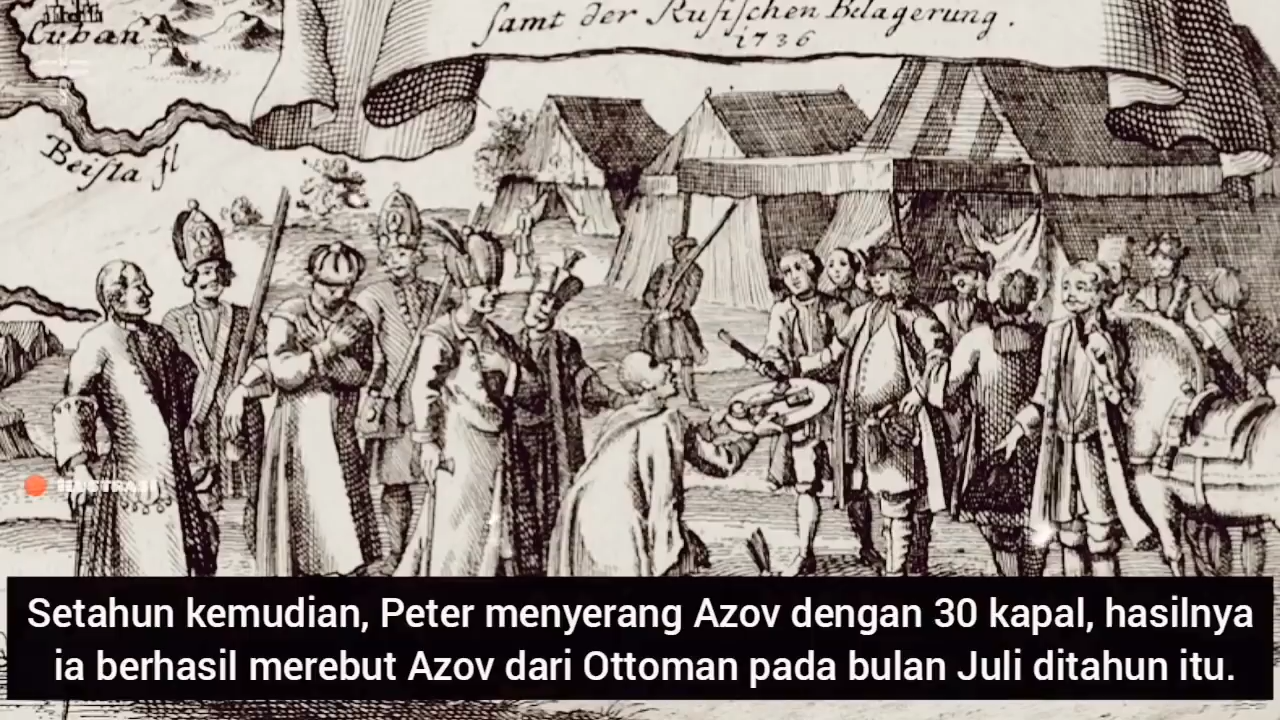 samt der Rusischen Belagerung.
1736
Cuban
Beisla fl
ILUSTRASI
Setahun kemudian, Peter menyerang Azov dengan 30 kapal, hasilnya
ia berhasil merebut Azov dari Ottoman pada bulan Juli ditahun itu.